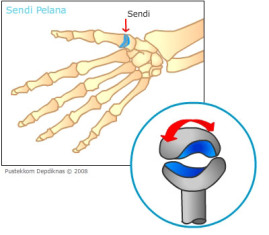 Sendi Pelana
Sendi
Pustekkom Depdiknas © 2008